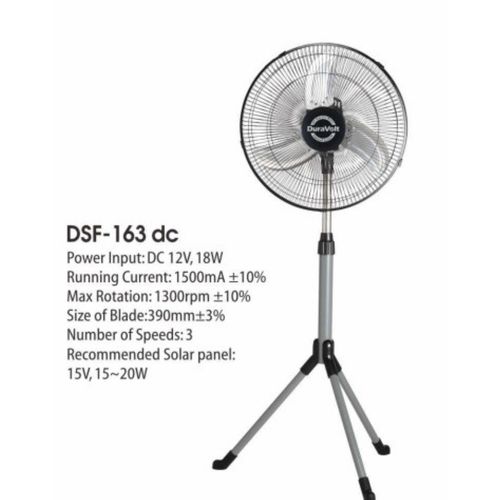 DuraVolt
DSF-163 dc
Power Input: DC 12V, 18W
Running Current: 1500mA ±10%
Max Rotation: 1300rpm ±10%
Size of Blade:390mm±3%
Number of Speeds: 3
Recommended Solar panel:
15V, 15~20W